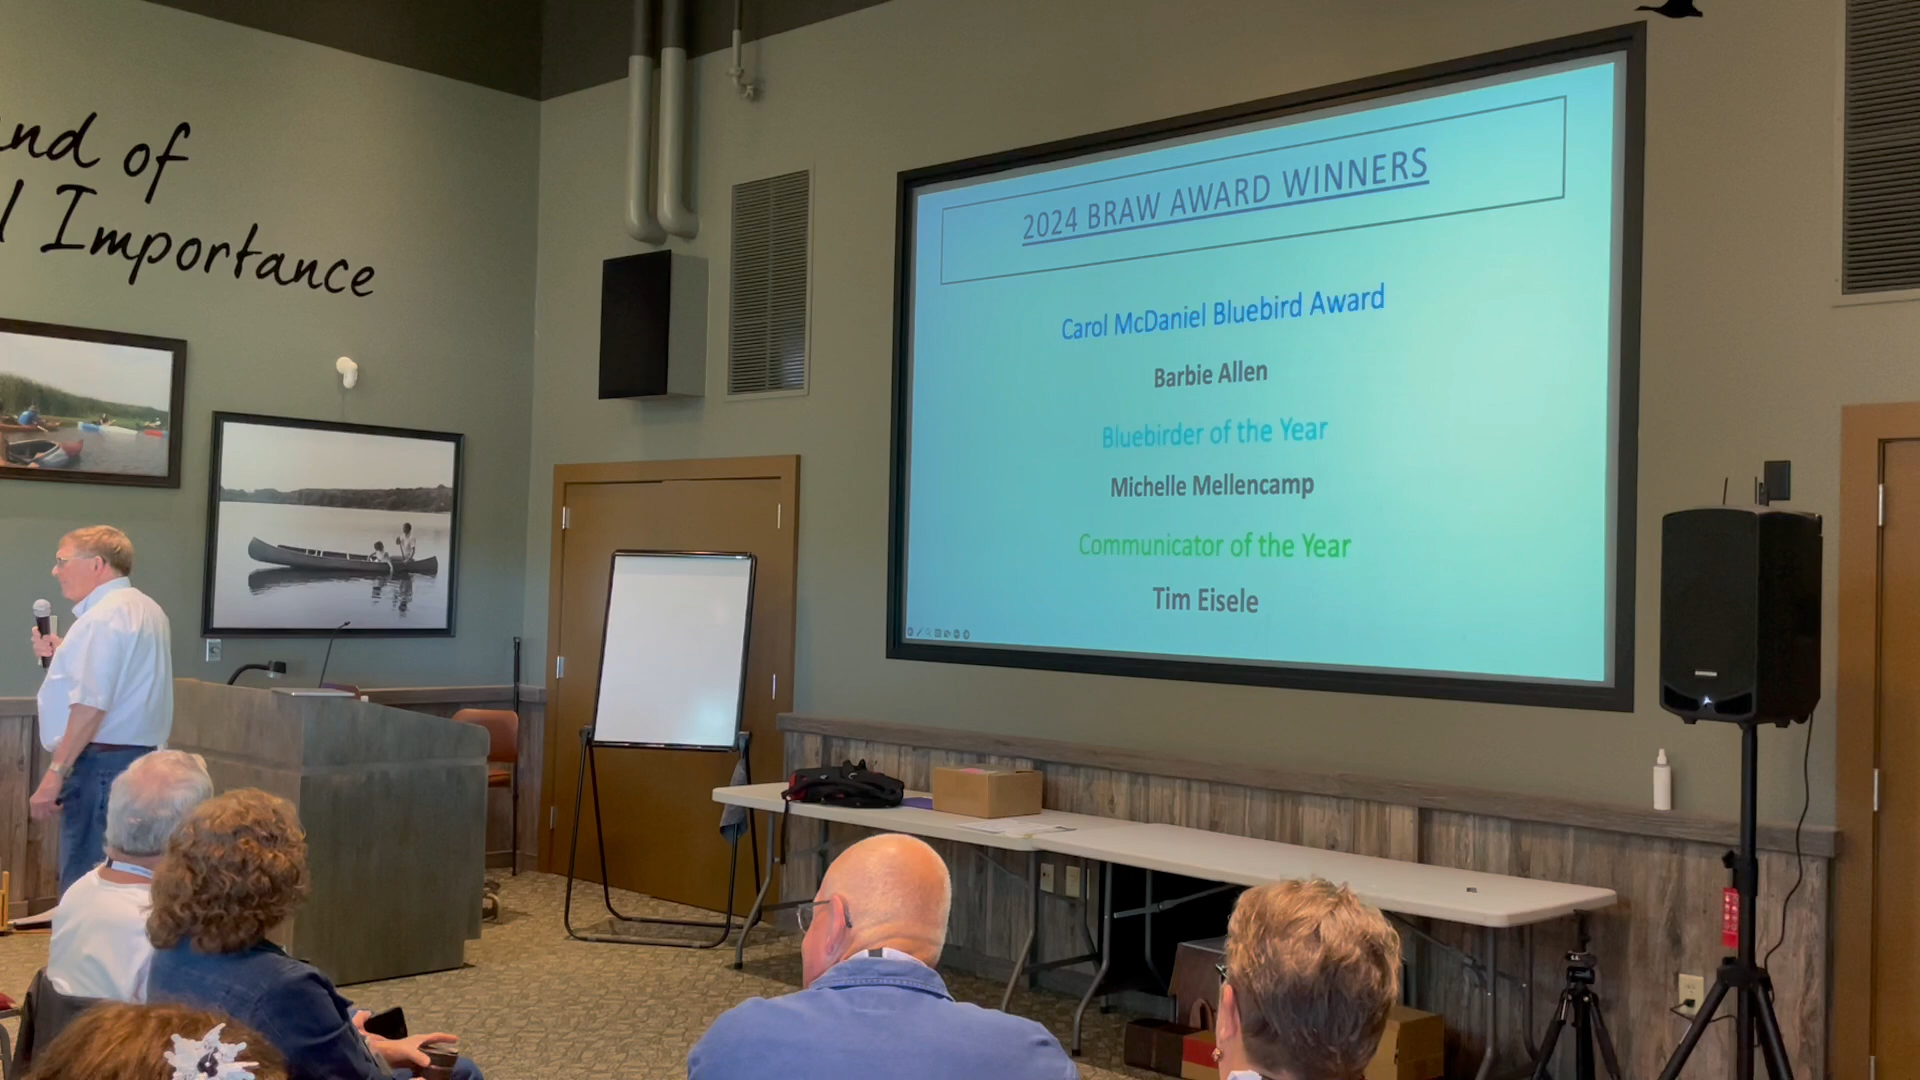 nd of
l Importance
2024 BRAW AWARD WINNERS
Carol McDaniel Bluebird Award
Barbie Allen
Bluebirder of the Year
Michelle Mellencamp
Communicator of the Year
Tim Eisele